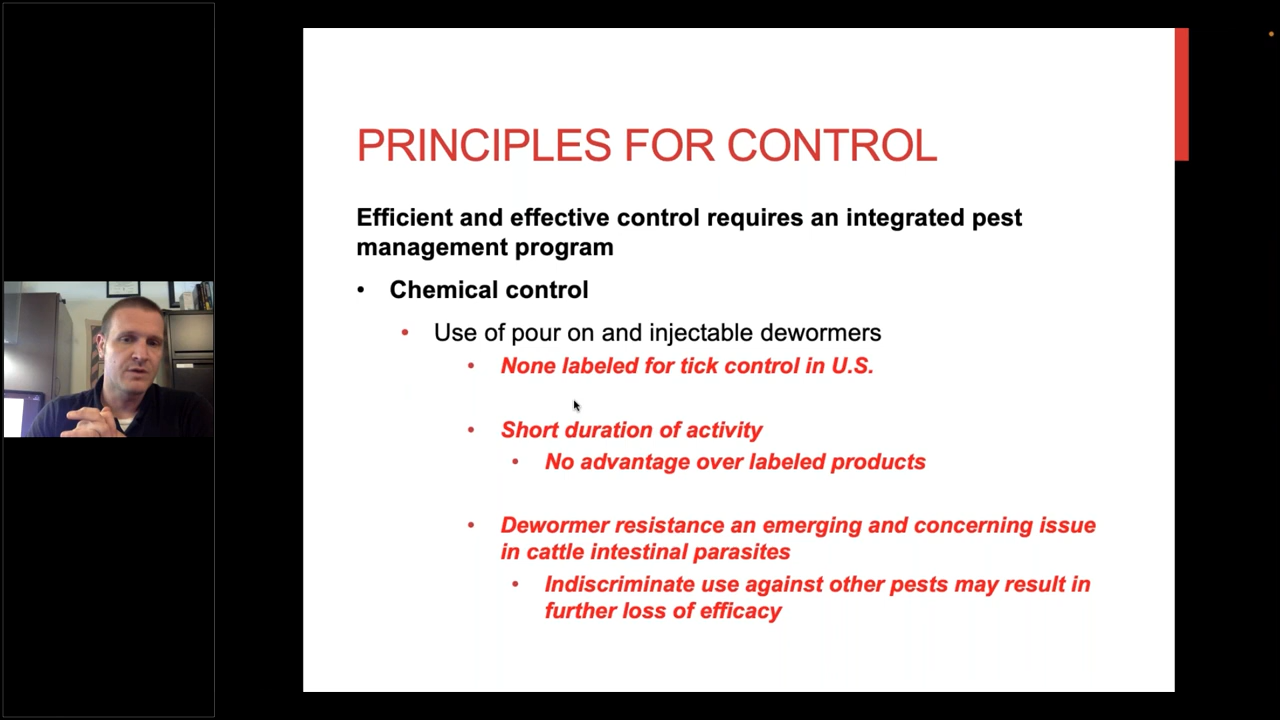 PRINCIPLES FOR CONTROL
Efficient and effective control requires an integrated pest
management program
• Chemical control
• Use of pour on and injectable dewormers
• None labeled for tick control in U.S.
• Short duration of activity
• No advantage over labeled products
• Dewormer resistance an emerging and concerning issue
in cattle intestinal parasites
• Indiscriminate use against other pests may result in
further loss of efficacy